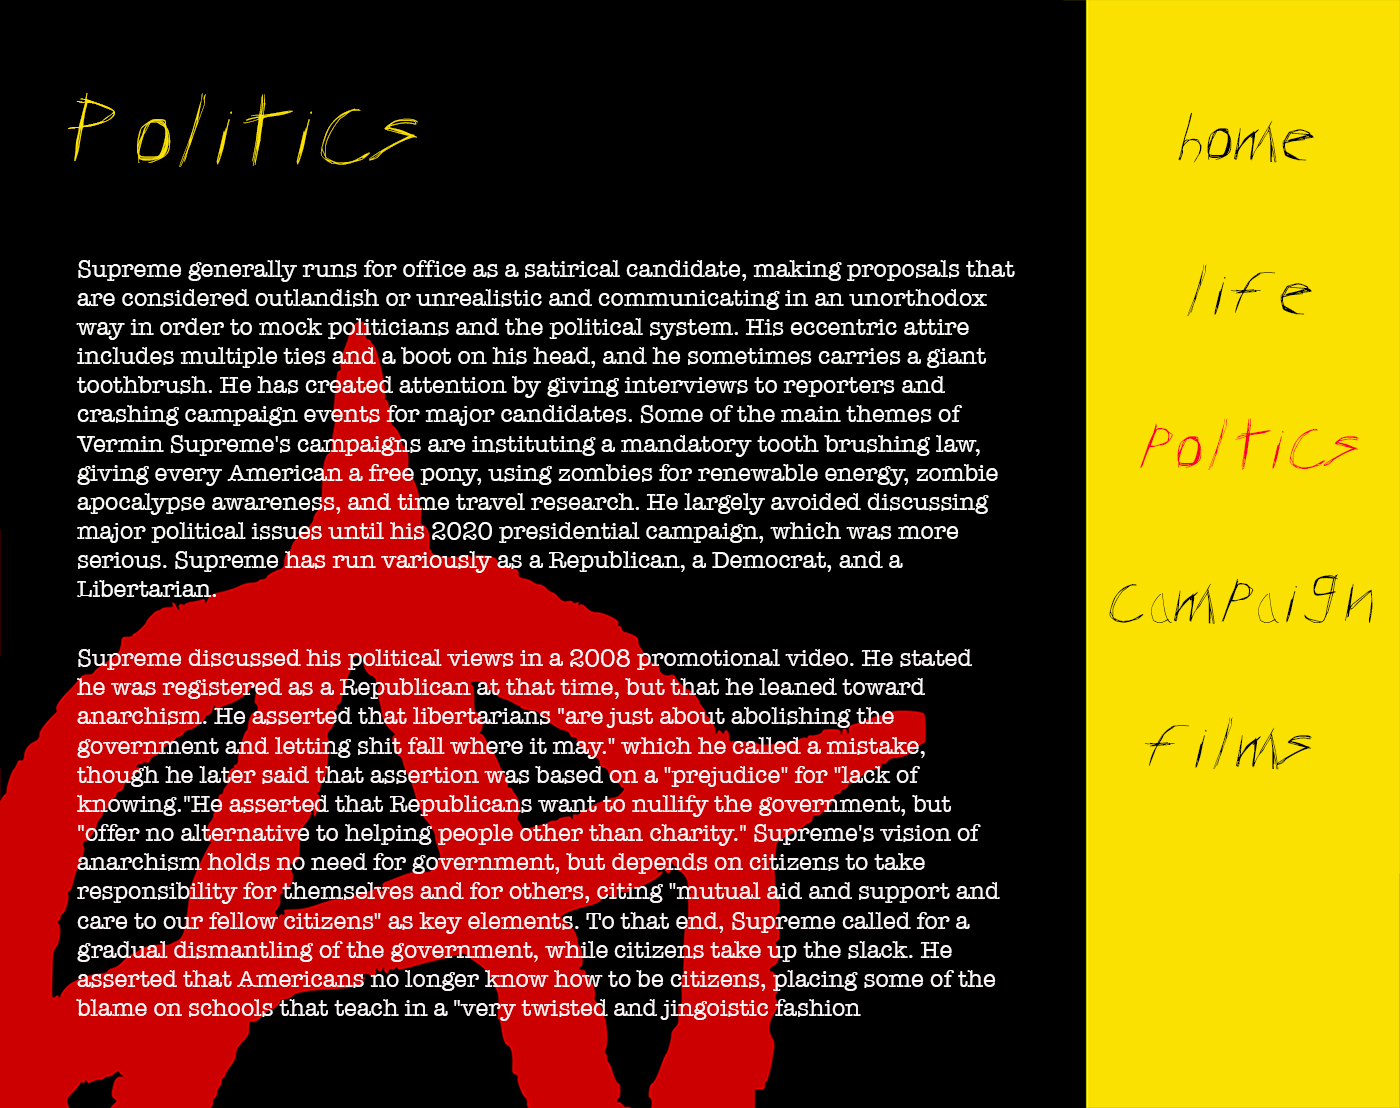 Politics
Supreme generally runs for office as a satirical candidate, making proposals that
are considered outlandish or unrealistic and communicating in an unorthodox
way in order to mock politicians and the political system. His eccentric attire
includes multiple ties and a boot on his head, and he sometimes carries a giant
toothbrush. He has created attention by giving interviews to reporters and
crashing campaign events for major candidates. Some of the main themes of
Vermin Supreme's campaigns are instituting a mandatory tooth brushing law,
giving every American a free pony, using zombies for renewable energy, zombie
apocalypse awareness, and time travel research. He largely avoided discussing
major political issues until his 2020 presidential campaign, which was more
serious. Supreme has run variously as a Republican, a Democrat, and a
Libertarian.
Supreme discussed his political views in a 2008 promotional video. He stated
he was registered as a Republican at that time, but that he leaned toward
anarchism. He asserted that libertarians "are just about abolishing the
government and letting shit fall where it may." which he called a mistake,
though he later said that assertion was based on a "prejudice" for "lack of
knowing."He asserted that Republicans want to nullify the government, but
"offer no alternative to helping people other than charity." Supreme's vision of
anarchism holds no need for government, but depends on citizens to take
responsibility for themselves and for others, citing "mutual aid and support and
care to our fellow citizens" as key elements. To that end, Supreme called for a
gradual dismantling of the government, while citizens take up the slack. He
asserted that Americans no longer know how to be citizens, placing some of the
blame on schools that teach in a "very twisted and jingoistic fashion
home
life
Poltics
Campaign
films